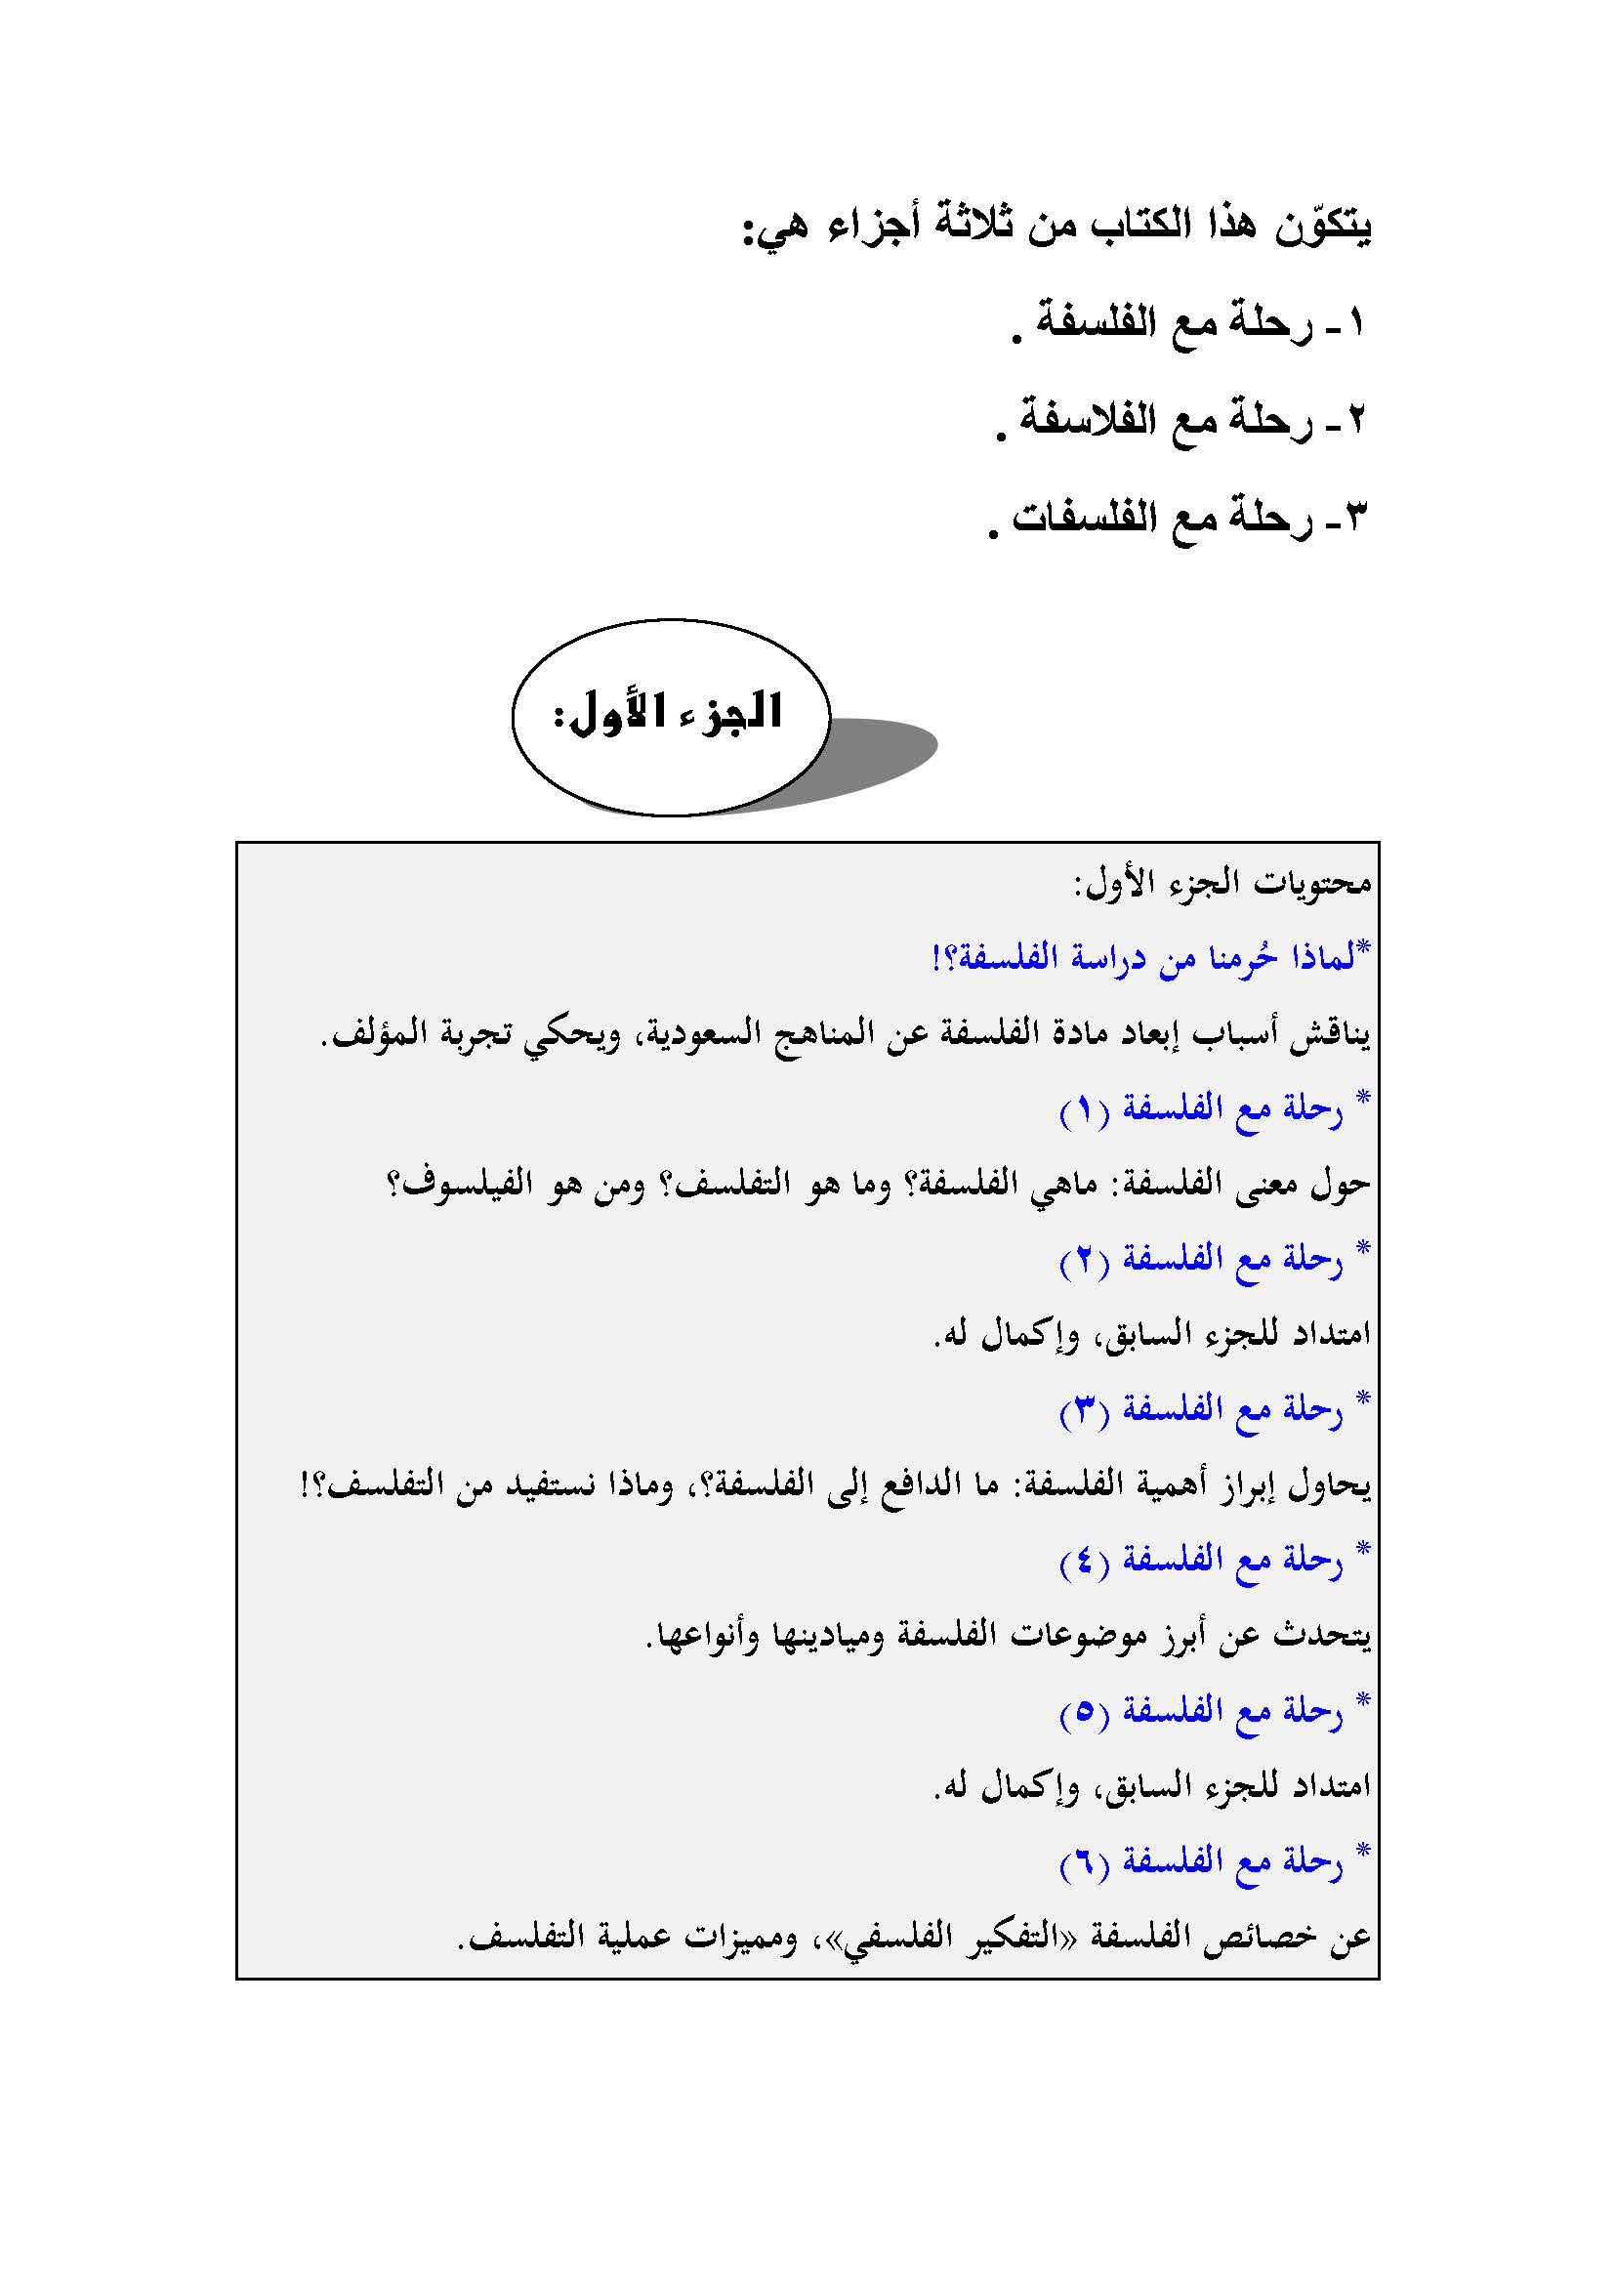 يتكوّن هذا الكتاب من ثلاثة أجزاء هي:
١- رحلة مع الفلسفة .
٢- رحلة مع الفلاسفة .
٣- رحلة مع الفلسفات .
الجزء الأول:
محتويات الجزء الأول:
*لماذا حُرمنا من دراسة الفلسفة؟!
يناقش أسباب إبعاد مادة الفلسفة عن المناهج السعودية، ويحكي تجربة المؤلف.
* رحلة مع الفلسفة (١)
حول معنى الفلسفة: ماهي الفلسفة؟ وما هو التفلسف؟ ومن هو الفيلسوف؟
* رحلة مع الفلسفة (٢)
امتداد للجزء السابق، وإكمال له.
* رحلة مع الفلسفة (٣)
يحاول إبراز أهمية الفلسفة: ما الدافع إلى الفلسفة؟، وماذا نستفيد من التفلسف؟!
* رحلة مع الفلسفة (٤)
يتحدث عن أبرز موضوعات الفلسفة وميادينها وأنواعها.
* رحلة مع الفلسفة (٥)
امتداد للجزء السابق، وإكمال له.
* رحلة مع الفلسفة (٦)
عن خصائص الفلسفة «التفكير الفلسفي»، ومميزات عملية التفلسف.